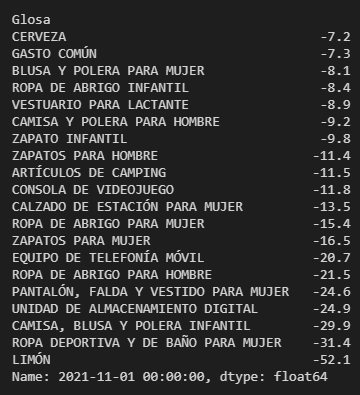 Glosa
CERVEZA -7.2
GASTO COMÚN -7.3
BLUSA Y POLERA PARA MUJER -8.1
ROPA DE ABRIGO INFANTIL -8.4
VESTUARIO PARA LACTANTE -8.9
CAMISA Y POLERA PARA HOMBRE -9.2
ZAPATO INFANTIL -9.8
ZAPATOS PARA HOMBRE -11.4
ARTÍCULOS DE CAMPING -11.5
CONSOLA DE VIDEOJUEGO -11.8
CALZADO DE ESTACIÓN PARA MUJER -13.5
ROPA DE ABRIGO PARA MUJER -15.4
ZAPATOS PARA MUJER -16.5
EQUIPO DE TELEFONÍA MÓVIL -20.7
ROPA DE ABRIGO PARA HOMBRE -21.5
PANTALÓN, FALDA Y VESTIDO PARA MUJER -24.6
UNIDAD DE ALMACENAMIENTO DIGITAL -24.9
CAMISA, BLUSA Y POLERA INFANTIL -29.9
ROPA DEPORTIVA Y DE BAÑO PARA MUJER -31.4
LIMÓN -52.1
Name: 2021-11-01 00:00:00, dtype: float64